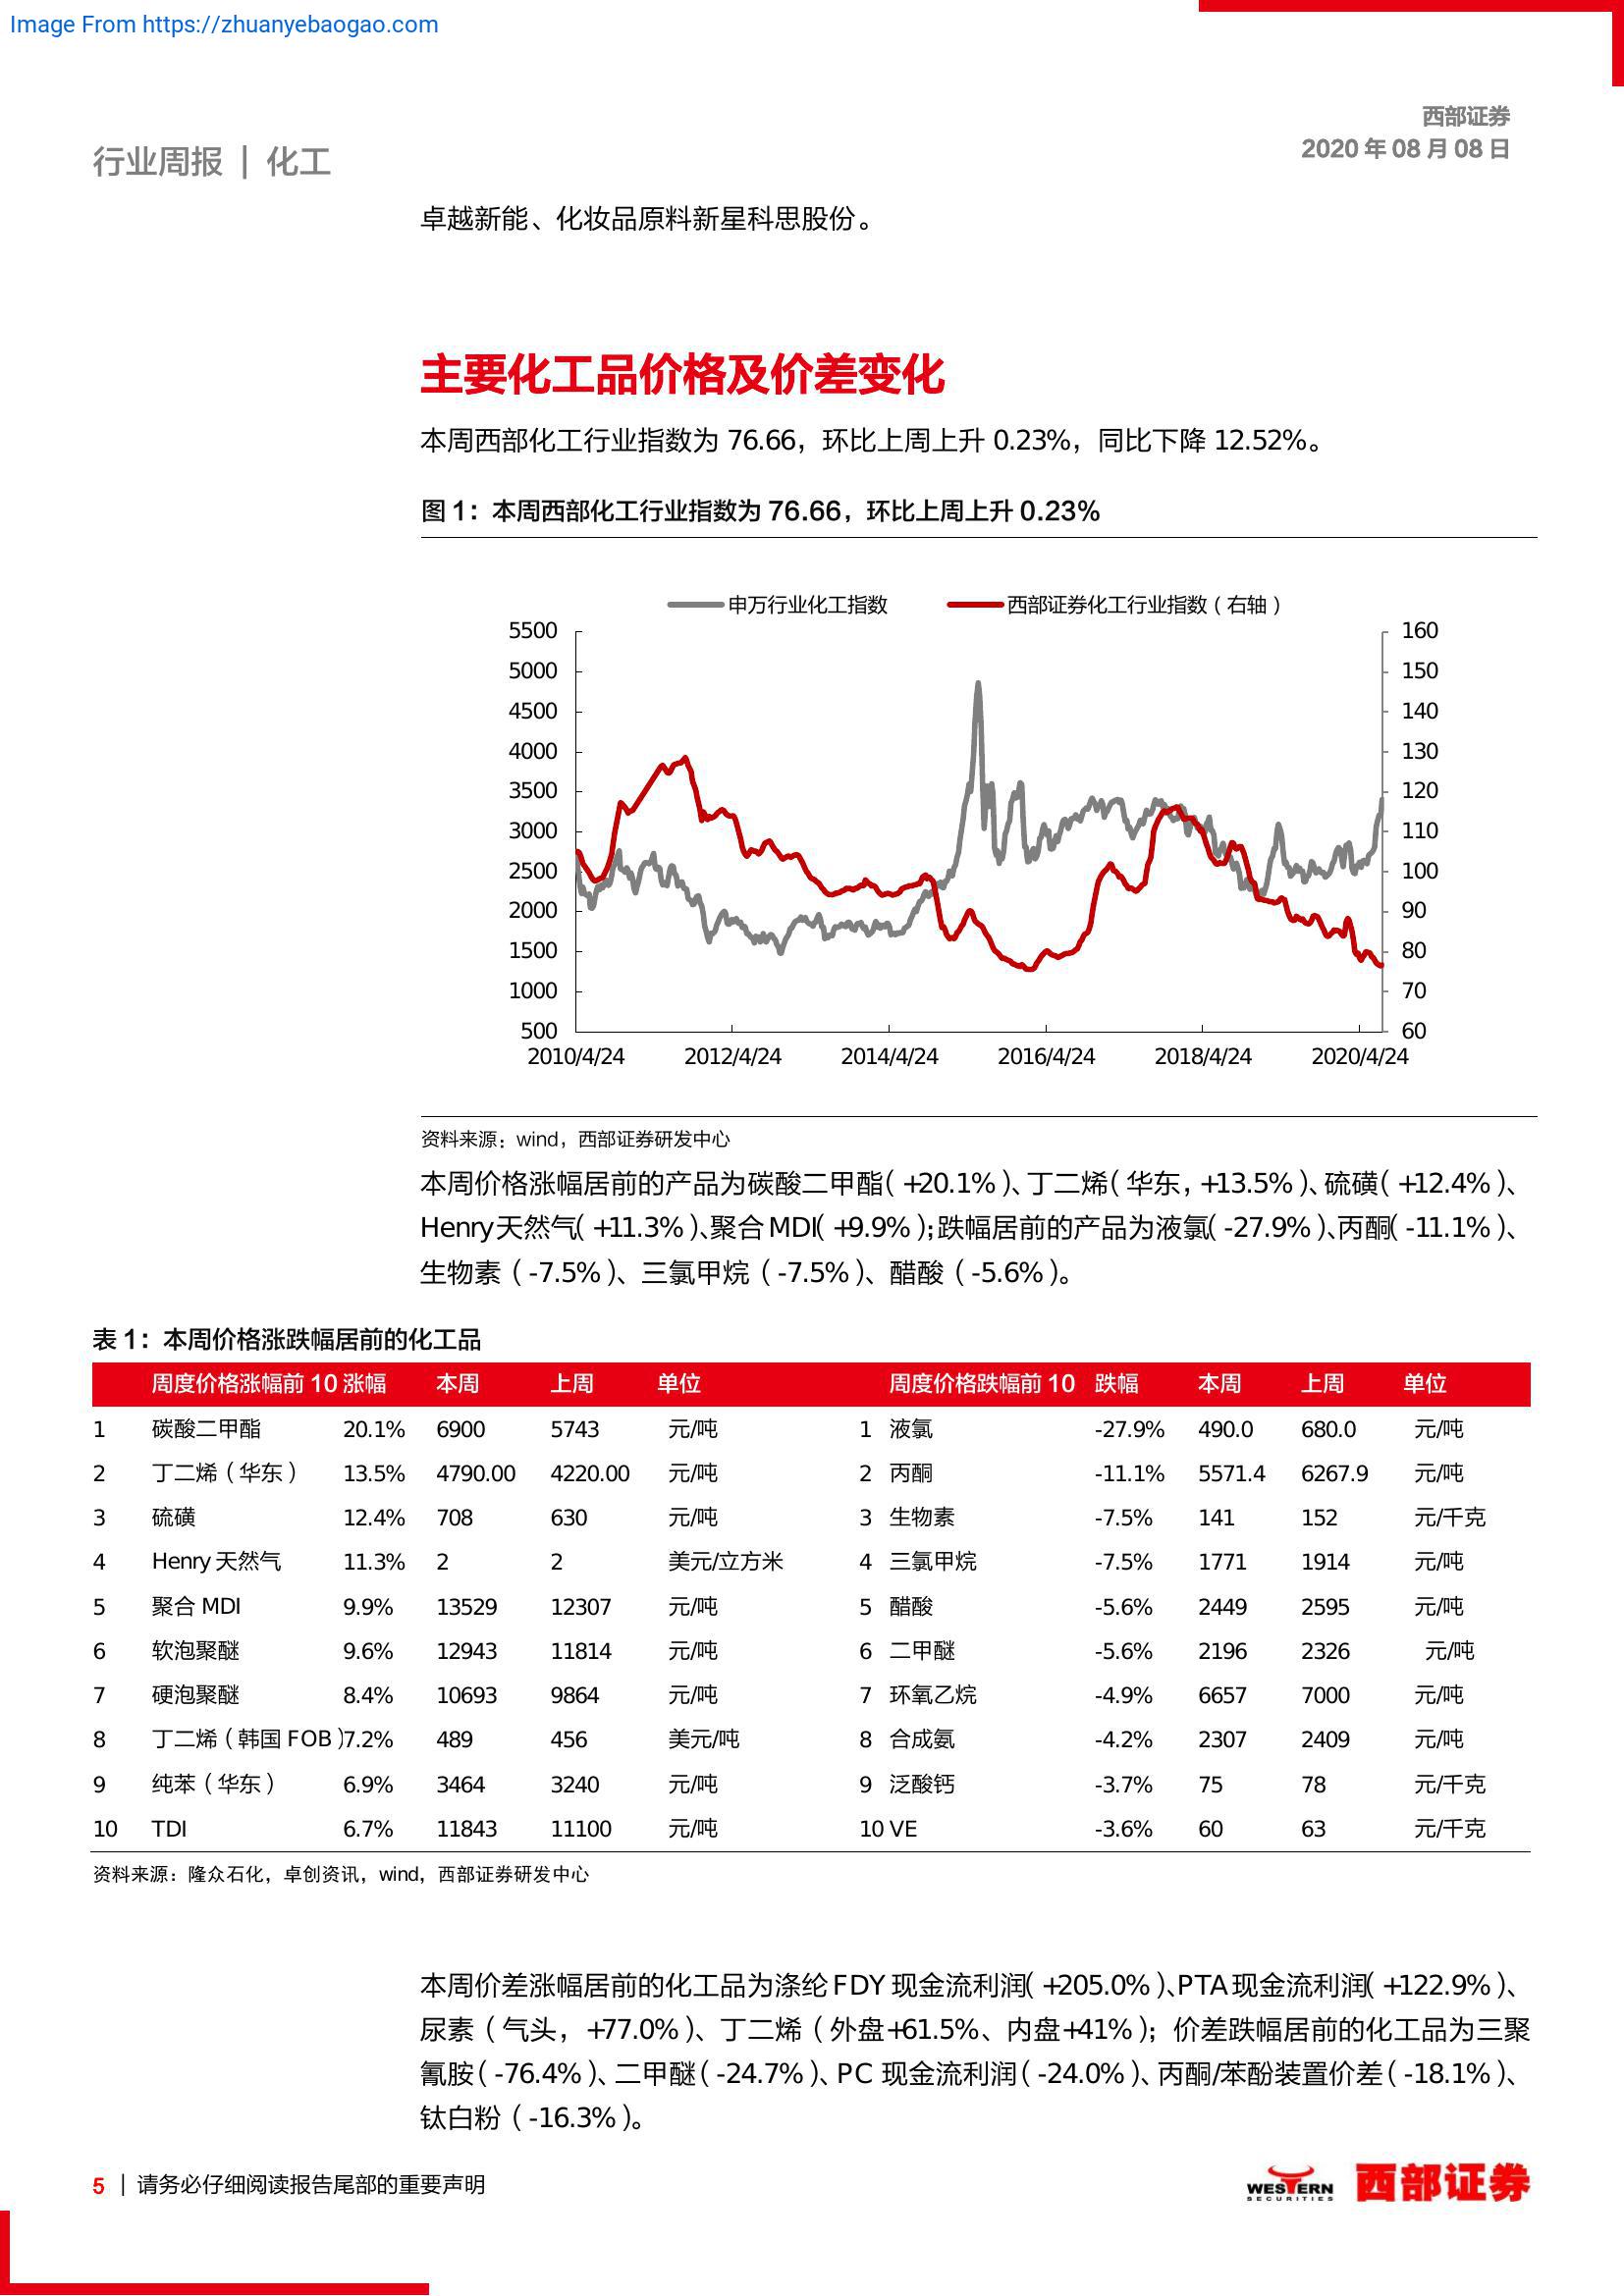 Image From https://zhuanyebaogao.com
西部证券
2020 年 08 月 08 日
行业周报 | 化工
卓越新能、化妆品原料新星科思股份。
主要化工品价格及价差变化
本周西部化工行业指数为 76.66，环比上周上升 0.23%，同比下降 12.52%。
图 1：本周西部化工行业指数为 76.66，环比上周上升 0.23%
申万行业化工指数 西部证券化工行业指数（右轴）
5500 160
5000 150
4500 140
4000 130
3500 120
3000 110
2500 100
2000 90
1500 80
1000 70
500 60
2010/4/24 2012/4/24 2014/4/24 2016/4/24 2018/4/24 2020/4/24
资料来源：wind，西部证券研发中心
本周价格涨幅居前的产品为碳酸二甲酯（+20.1%）、丁二烯（华东，+13.5%）、硫磺（+12.4%）、
Henry天然气（+11.3%）、聚合MDI（+9.9%）；跌幅居前的产品为液氯（-27.9%）、丙酮（-11.1%）、
生物素（-7.5%）、三氯甲烷（-7.5%）、醋酸（-5.6%）。
表 1：本周价格涨跌幅居前的化工品
周度价格涨幅前 10 涨幅 本周 上周 单位 周度价格跌幅前 10 跌幅 本周 上周 单位
1 碳酸二甲酯 20.1% 6900 5743 元/吨 1 液氯 -27.9% 490.0 680.0 元/吨
2 丁二烯（华东） 13.5% 4790.00 4220.00 元/吨 2 丙酮 -11.1% 5571.4 6267.9 元/吨
3 硫磺 12.4% 708 630 元/吨 3 生物素 -7.5% 141 152 元/千克
4 Henry 天然气 11.3% 2 2 美元/立方米 4 三氯甲烷 -7.5% 1771 1914 元/吨
5 聚合 MDI 9.9% 13529 12307 元/吨 5 醋酸 -5.6% 2449 2595 元/吨
6 软泡聚醚 9.6% 12943 11814 元/吨 6 二甲醚 -5.6% 2196 2326 元/吨
7 硬泡聚醚 8.4% 10693 9864 元/吨 7 环氧乙烷 -4.9% 6657 7000 元/吨
8 丁二烯（韩国 FOB）7.2% 489 456 美元/吨 8 合成氨 -4.2% 2307 2409 元/吨
9 纯苯（华东） 6.9% 3464 3240 元/吨 9 泛酸钙 -3.7% 75 78 元/千克
10 TDI 6.7% 11843 11100 元/吨 10 VE -3.6% 60 63 元/千克
资料来源：隆众石化，卓创资讯，wind，西部证券研发中心
本周价差涨幅居前的化工品为涤纶FDY 现金流利润（+205.0%）、PTA现金流利润（+122.9%）、
尿素（气头，+77.0%）、丁二烯（外盘+61.5%、内盘+41%）；价差跌幅居前的化工品为三聚
氰胺（-76.4%）、二甲醚（-24.7%）、PC 现金流利润（-24.0%）、丙酮/苯酚装置价差（-18.1%）、
钛白粉（-16.3%）。
5 | 请务必仔细阅读报告尾部的重要声明
WESTERN
SECURITIES
西部证券